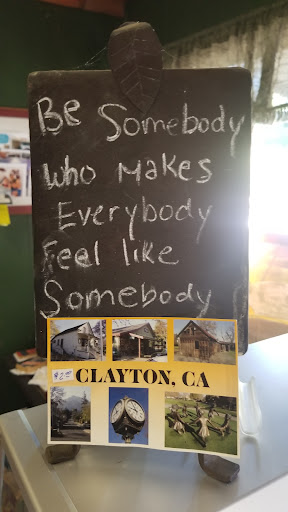 Be Somebody
Who Makes
Everybody
Feel like
Somebody
CLAYTON, CA